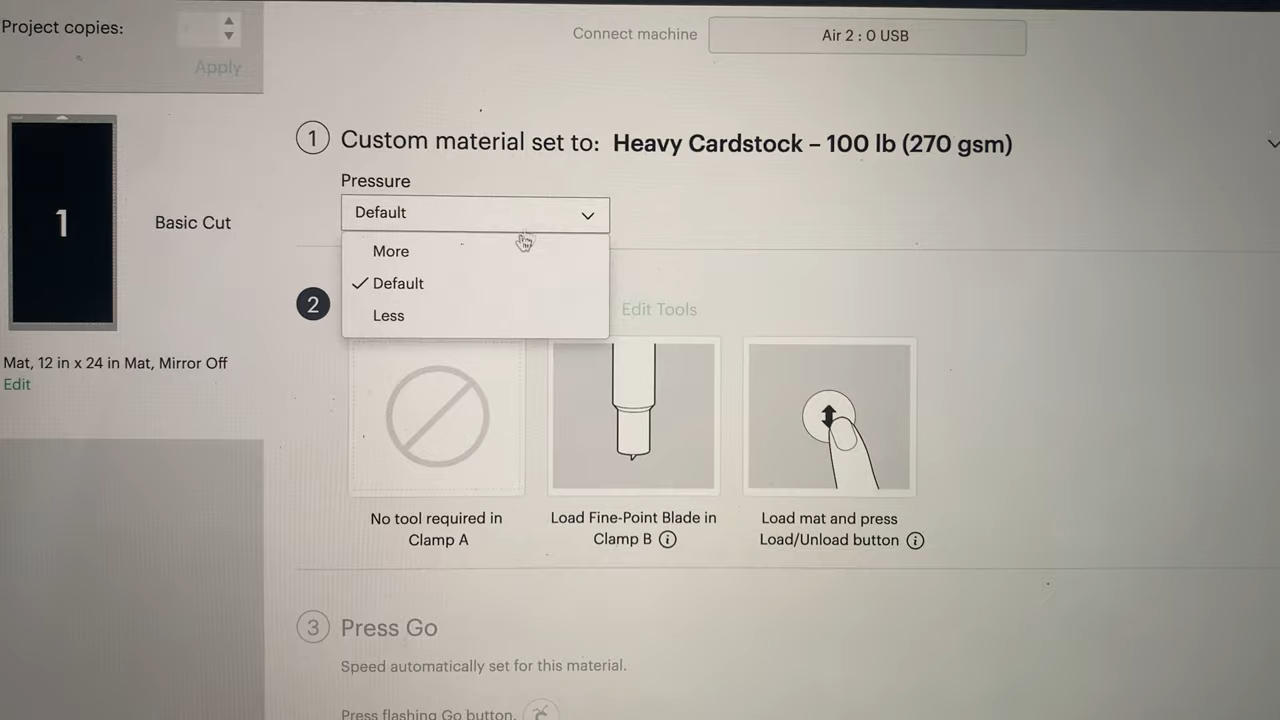 Project copies:
Apply
Connect machine
Air 2 : 0 USB
1
Basic Cut
Mat, 12 in x 24 in Mat, Mirror Off
Edit
1 Custom material set to: Heavy Cardstock – 100 lb (270 gsm)
Pressure
Default
More
Default
Less
2
Edit Tools
No tool required in
Clamp A
Load Fine-Point Blade in
Clamp B
Load mat and press
Load/Unload button
3 Press Go
Speed automatically set for this material.
Press flashing Go button.